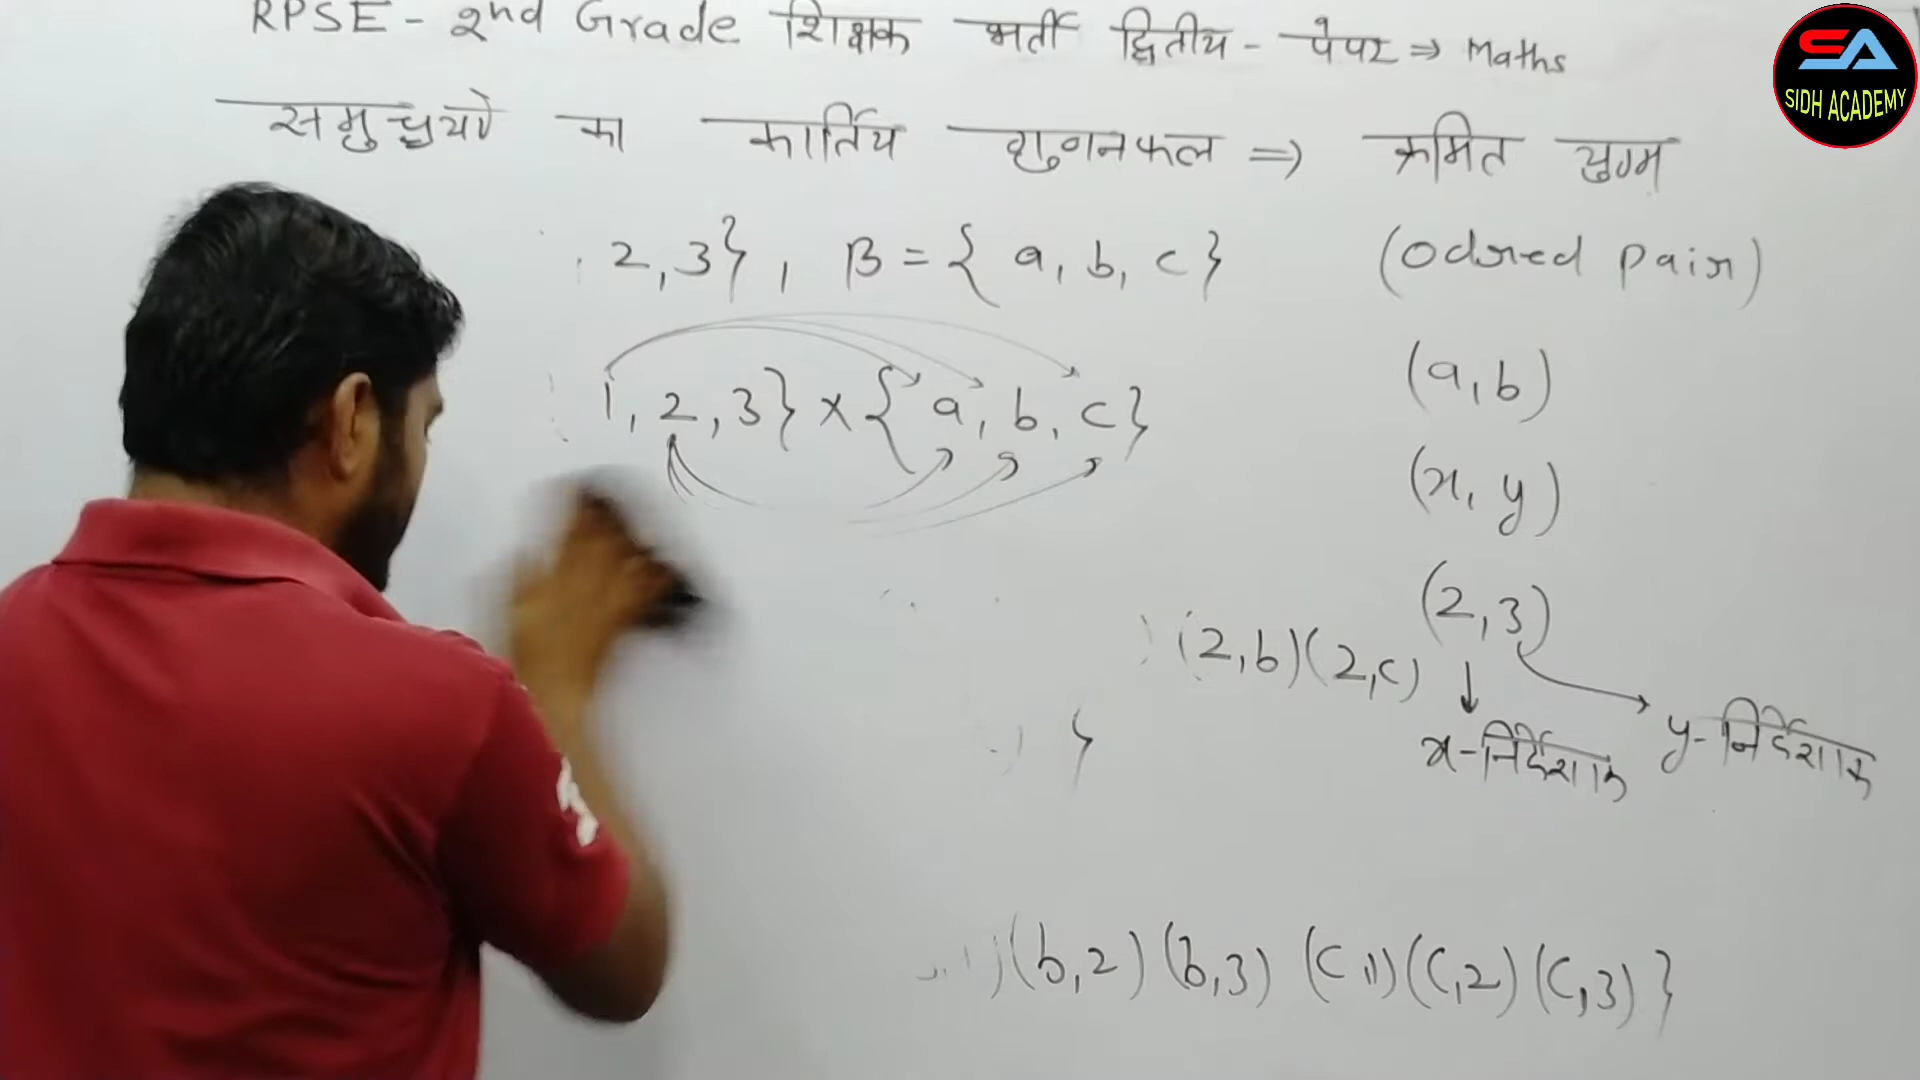 RPSE - 2nd Grade शिक्षक भर्ती द्वितीय - पेपर ⇒ Maths
SA
SIDH ACADEMY
समुच्चयो का कार्तिय गुणनफल ⇒ क्रमित युग्म
2,3}, B = {a, b, c} (odred pair)
1, 2, 3} x {a, b, c} (a, b)
(x, y)
(2, 3)
(2,b)(2,c)
}
x-निर्देशांक y-निर्देशांक
)(b,2) (b,3) (c,1)(c,2)(c,3)}